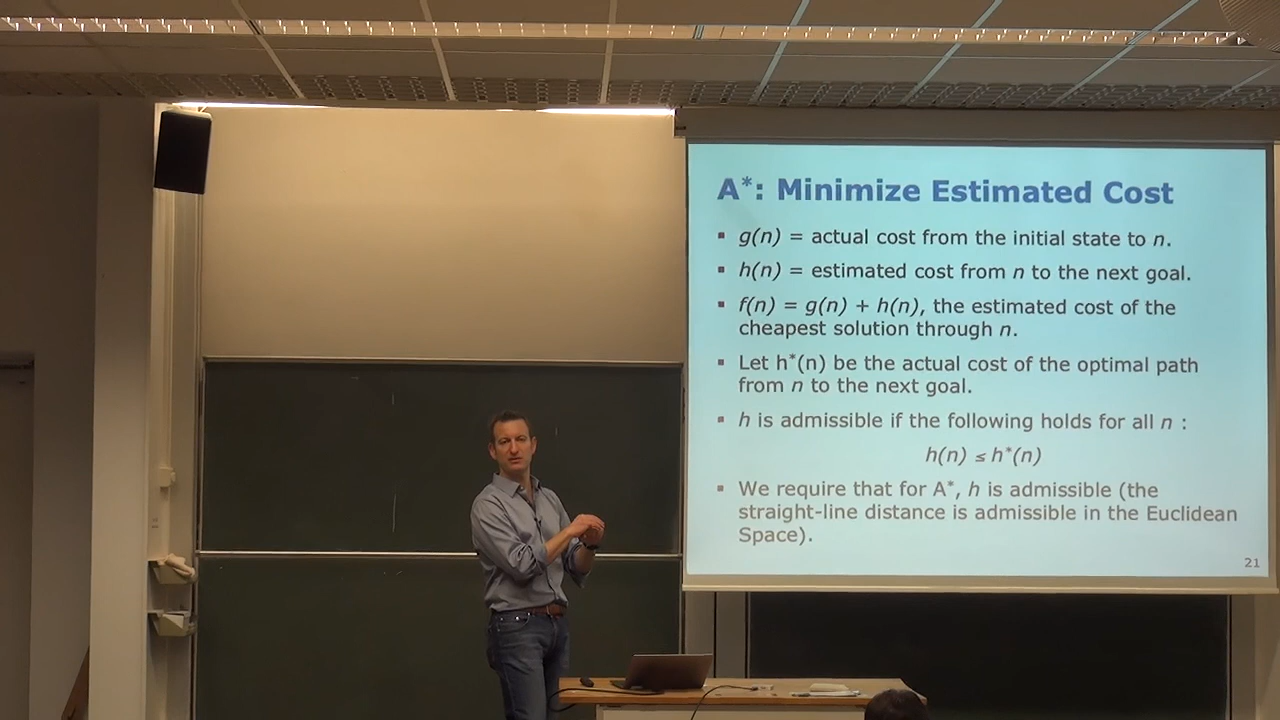 A*: Minimize Estimated Cost
▪ g(n) = actual cost from the initial state to n.
▪ h(n) = estimated cost from n to the next goal.
▪ f(n) = g(n) + h(n), the estimated cost of the
cheapest solution through n.
▪ Let h*(n) be the actual cost of the optimal path
from n to the next goal.
▪ h is admissible if the following holds for all n :
h(n) ≤ h*(n)
▪ We require that for A*, h is admissible (the
straight-line distance is admissible in the Euclidean
Space).
21